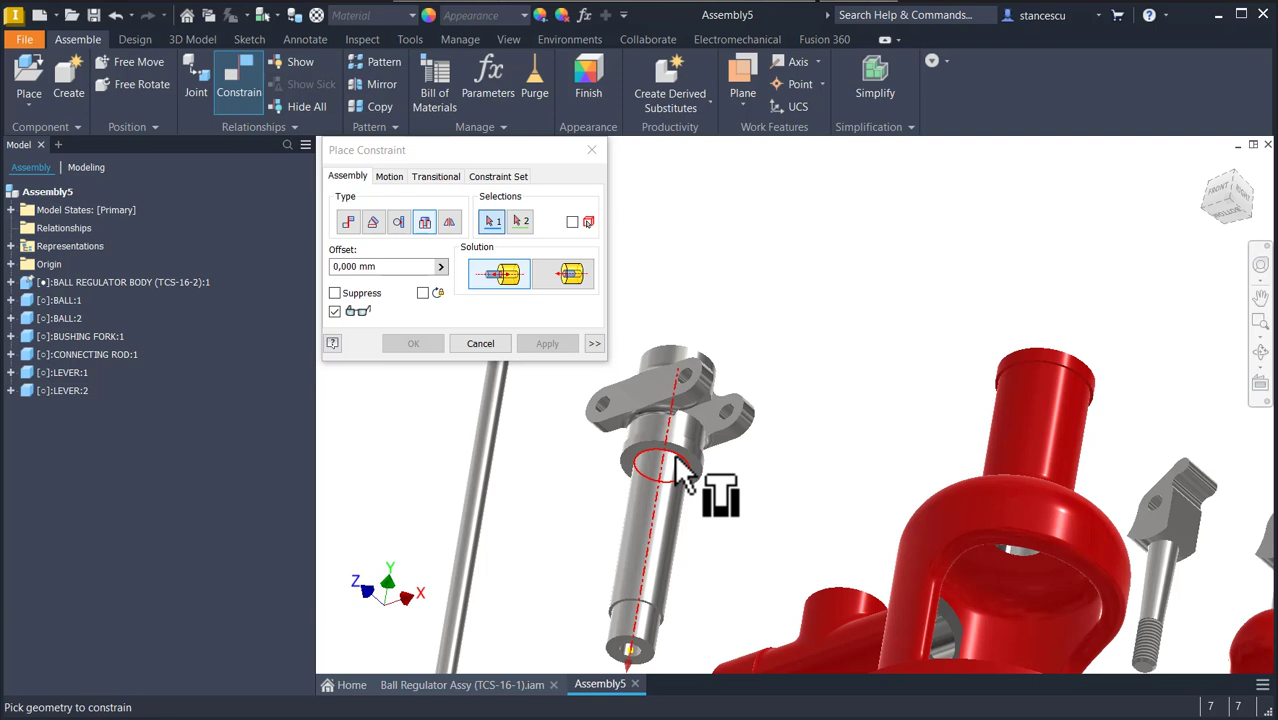 Material
Appearance
Assembly5
Search Help & Commands...
stancescu
File
Assemble
Design
3D Model
Sketch
Annotate
Inspect
Tools
Manage
View
Environments
Collaborate
Electromechanical
Fusion 360
Place
Create
Free Move
Free Rotate
Component
Position
Joint
Constrain
Show
Show Sick
Hide All
Relationships
Pattern
Mirror
Copy
Pattern
Bill of
Materials
Parameters
Purge
Manage
Finish
Appearance
Create Derived
Substitutes
Productivity
Plane
Axis
Point
UCS
Work Features
Simplify
Simplification
Model
Assembly
Modeling
Assembly5
Model States: [Primary]
Relationships
Representations
Origin
[●]:BALL REGULATOR BODY (TCS-16-2):1
[○]:BALL:1
[○]:BALL:2
[○]:BUSHING FORK:1
[○]:CONNECTING ROD:1
[○]:LEVER:1
[○]:LEVER:2
Place Constraint
Assembly
Motion
Transitional
Constraint Set
Type
Selections
1
2
Offset:
0,000 mm
Solution
Suppress
OK
Cancel
Apply
>>
FRONT
RIGHT
Y
Z
X
Home
Ball Regulator Assy (TCS-16-1).iam
Assembly5
Pick geometry to constrain
7
7